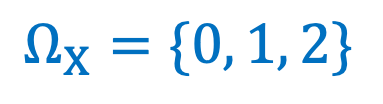 Ωₓ = {0, 1, 2}